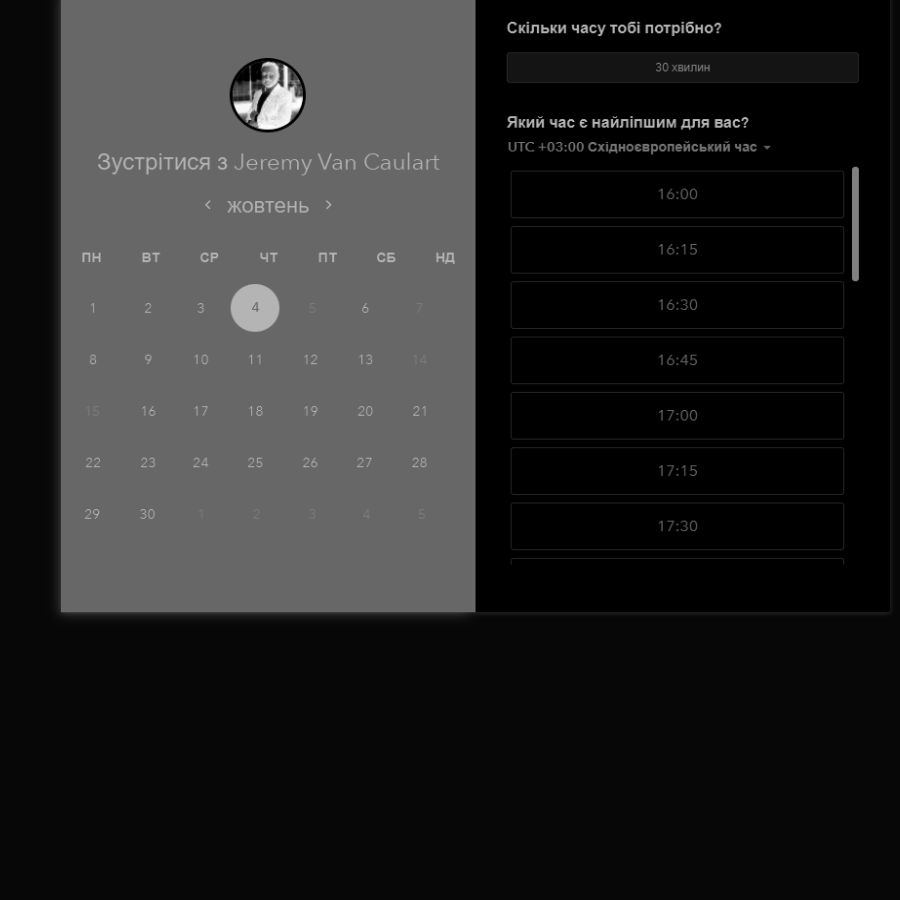 Зустрітися з Jeremy Van Caulart
жовтень
ПН ВТ СР ЧТ ПТ СБ НД
1 2 3 4 5 6 7
8 9 10 11 12 13 14
15 16 17 18 19 20 21
22 23 24 25 26 27 28
29 30 1 2 3 4 5
Скільки часу тобі потрібно?
30 хвилин
Який час є найліпшим для вас?
UTC +03:00 Східноєвропейський час
16:00
16:15
16:30
16:45
17:00
17:15
17:30